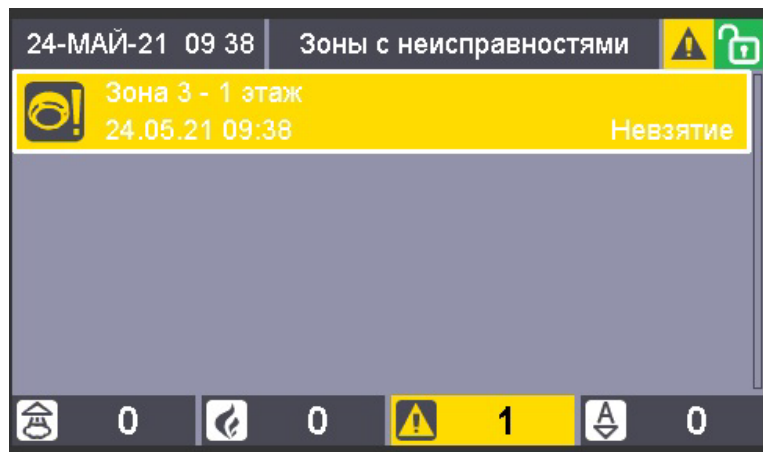 24-МАЙ-21 09 38 Зоны с неисправностями
Зона 3 - 1 этаж
24.05.21 09:38 Невзятие
0 0 1 A 0